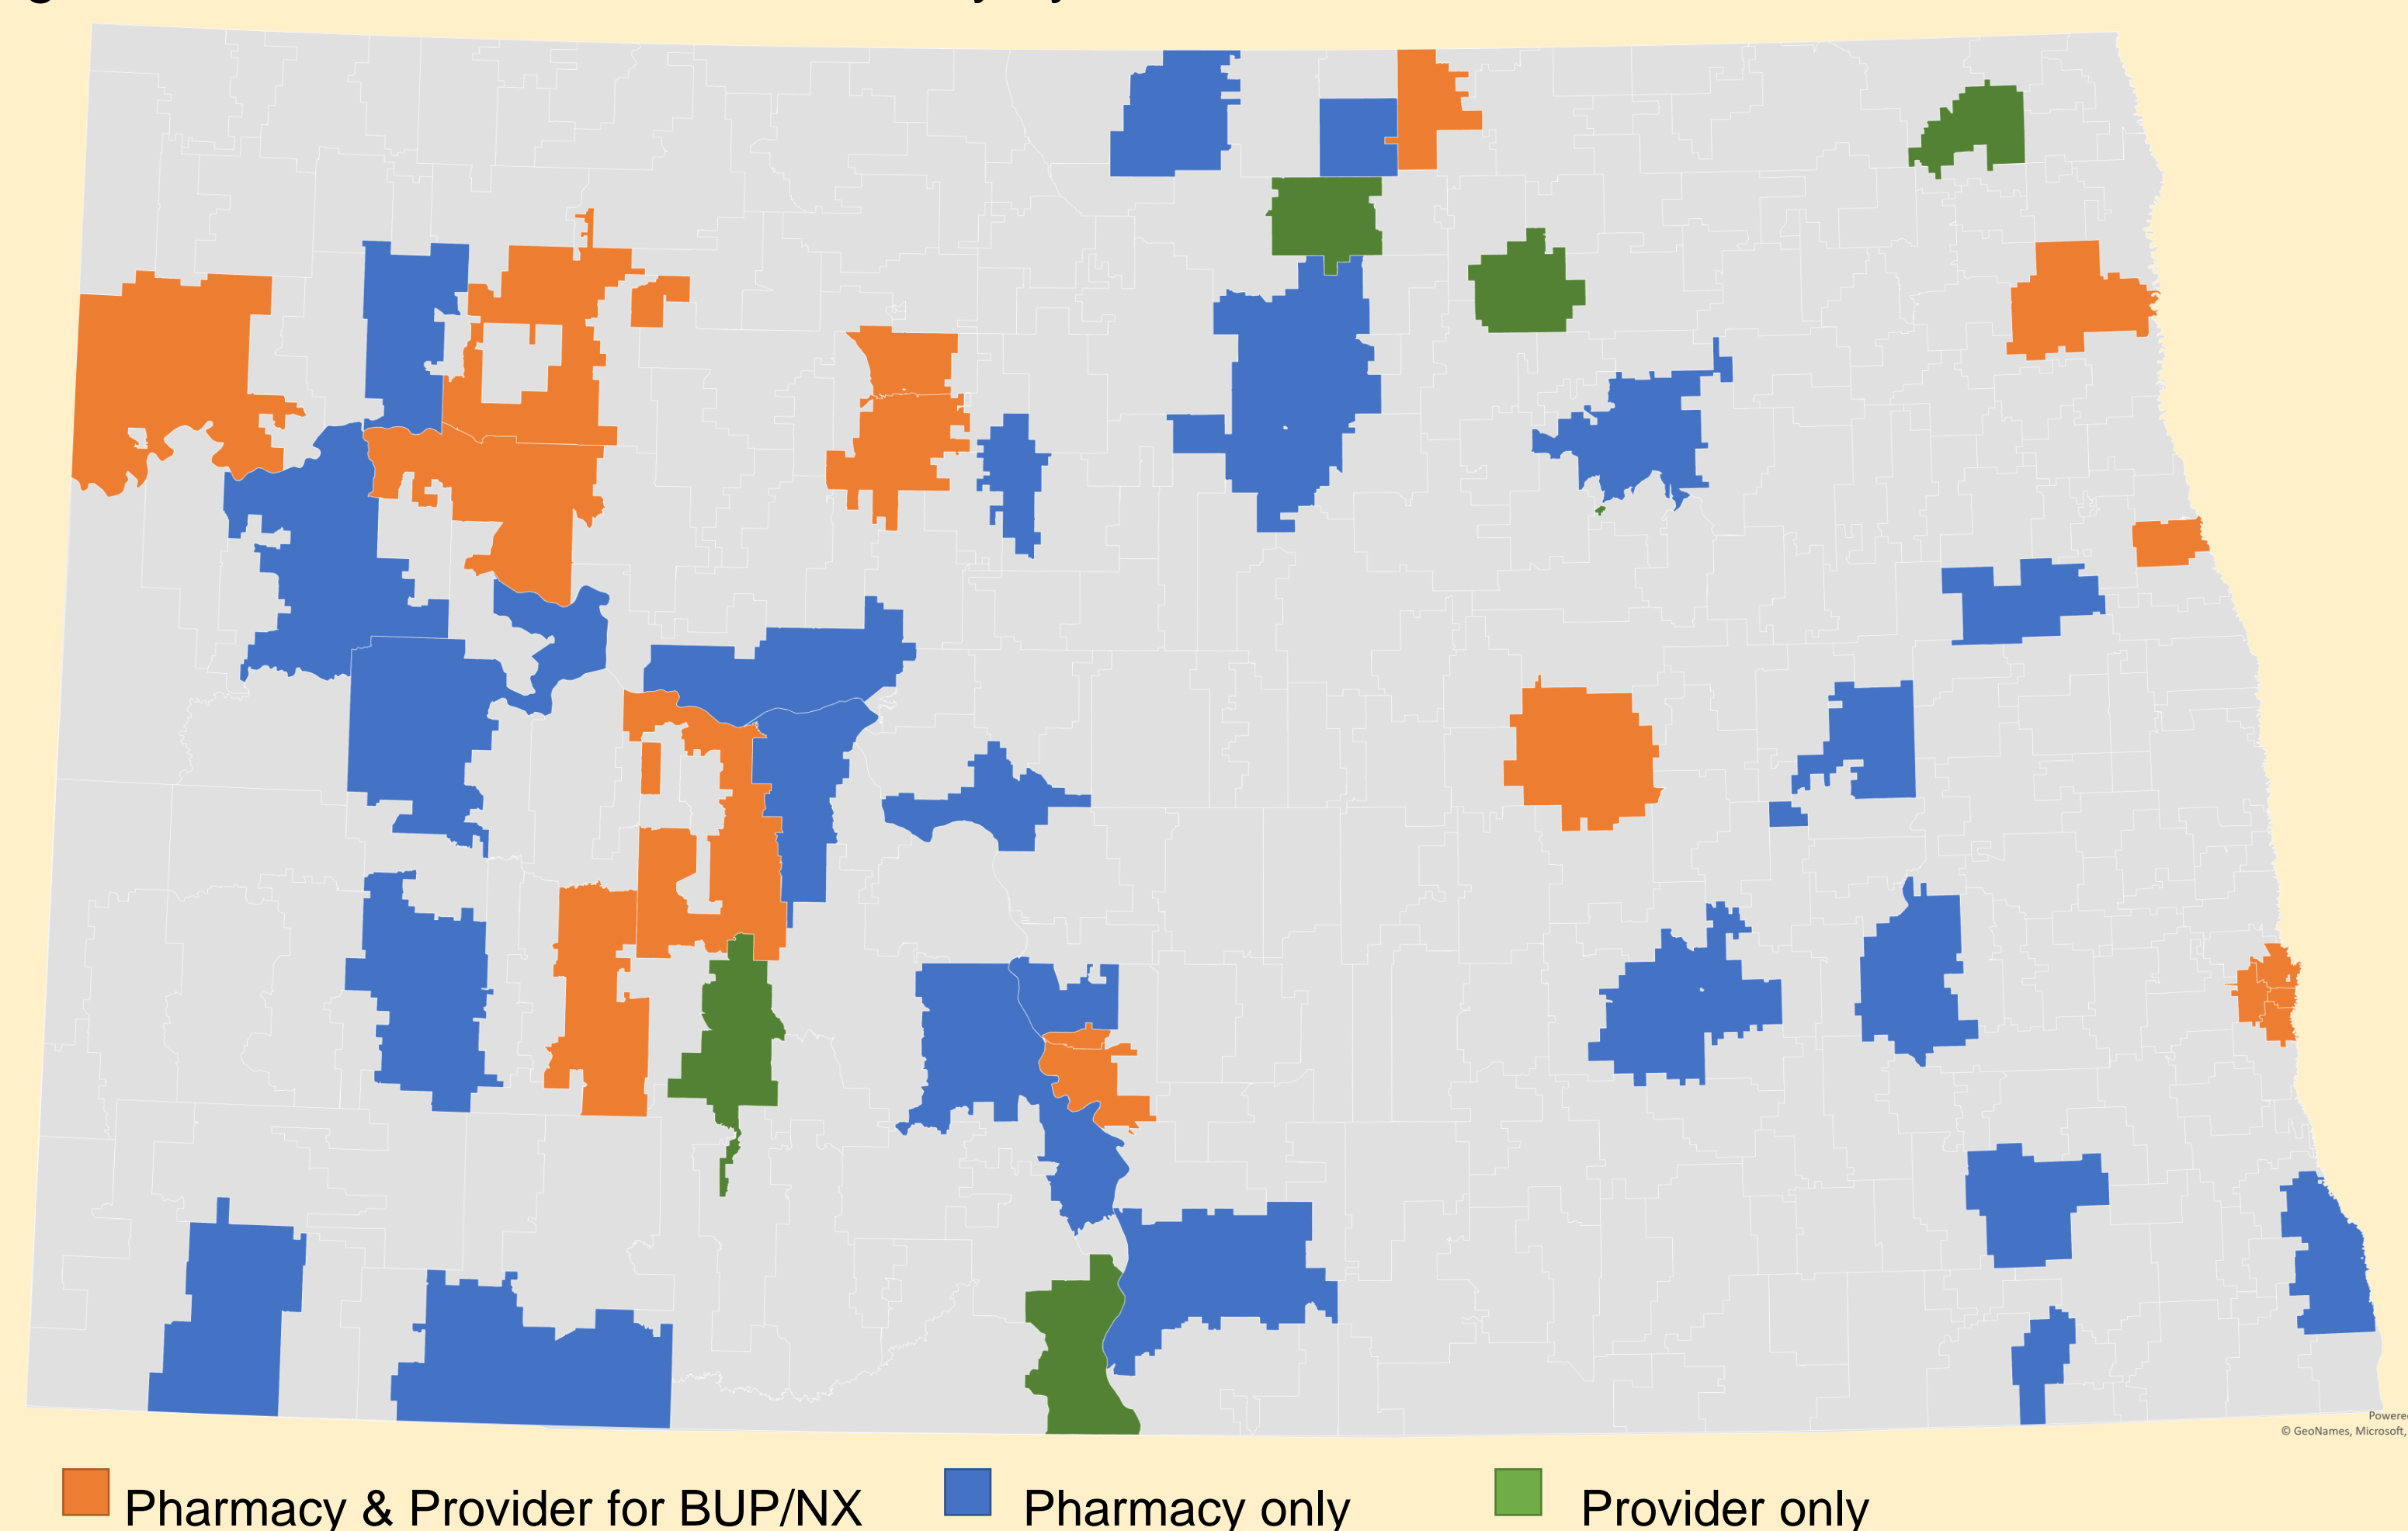 Powere
© GeoNames, Microsoft,
Pharmacy & Provider for BUP/NX
Pharmacy only
Provider only